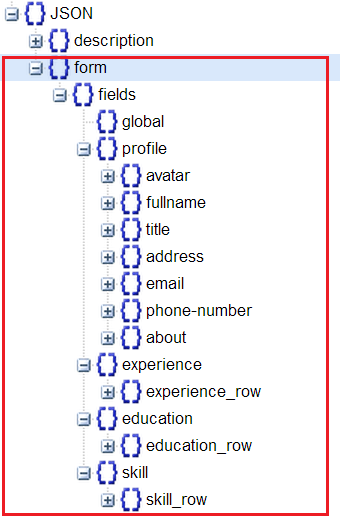 JSON
description
form
fields
global
profile
avatar
fullname
title
address
email
phone-number
about
experience
experience_row
education
education_row
skill
skill_row